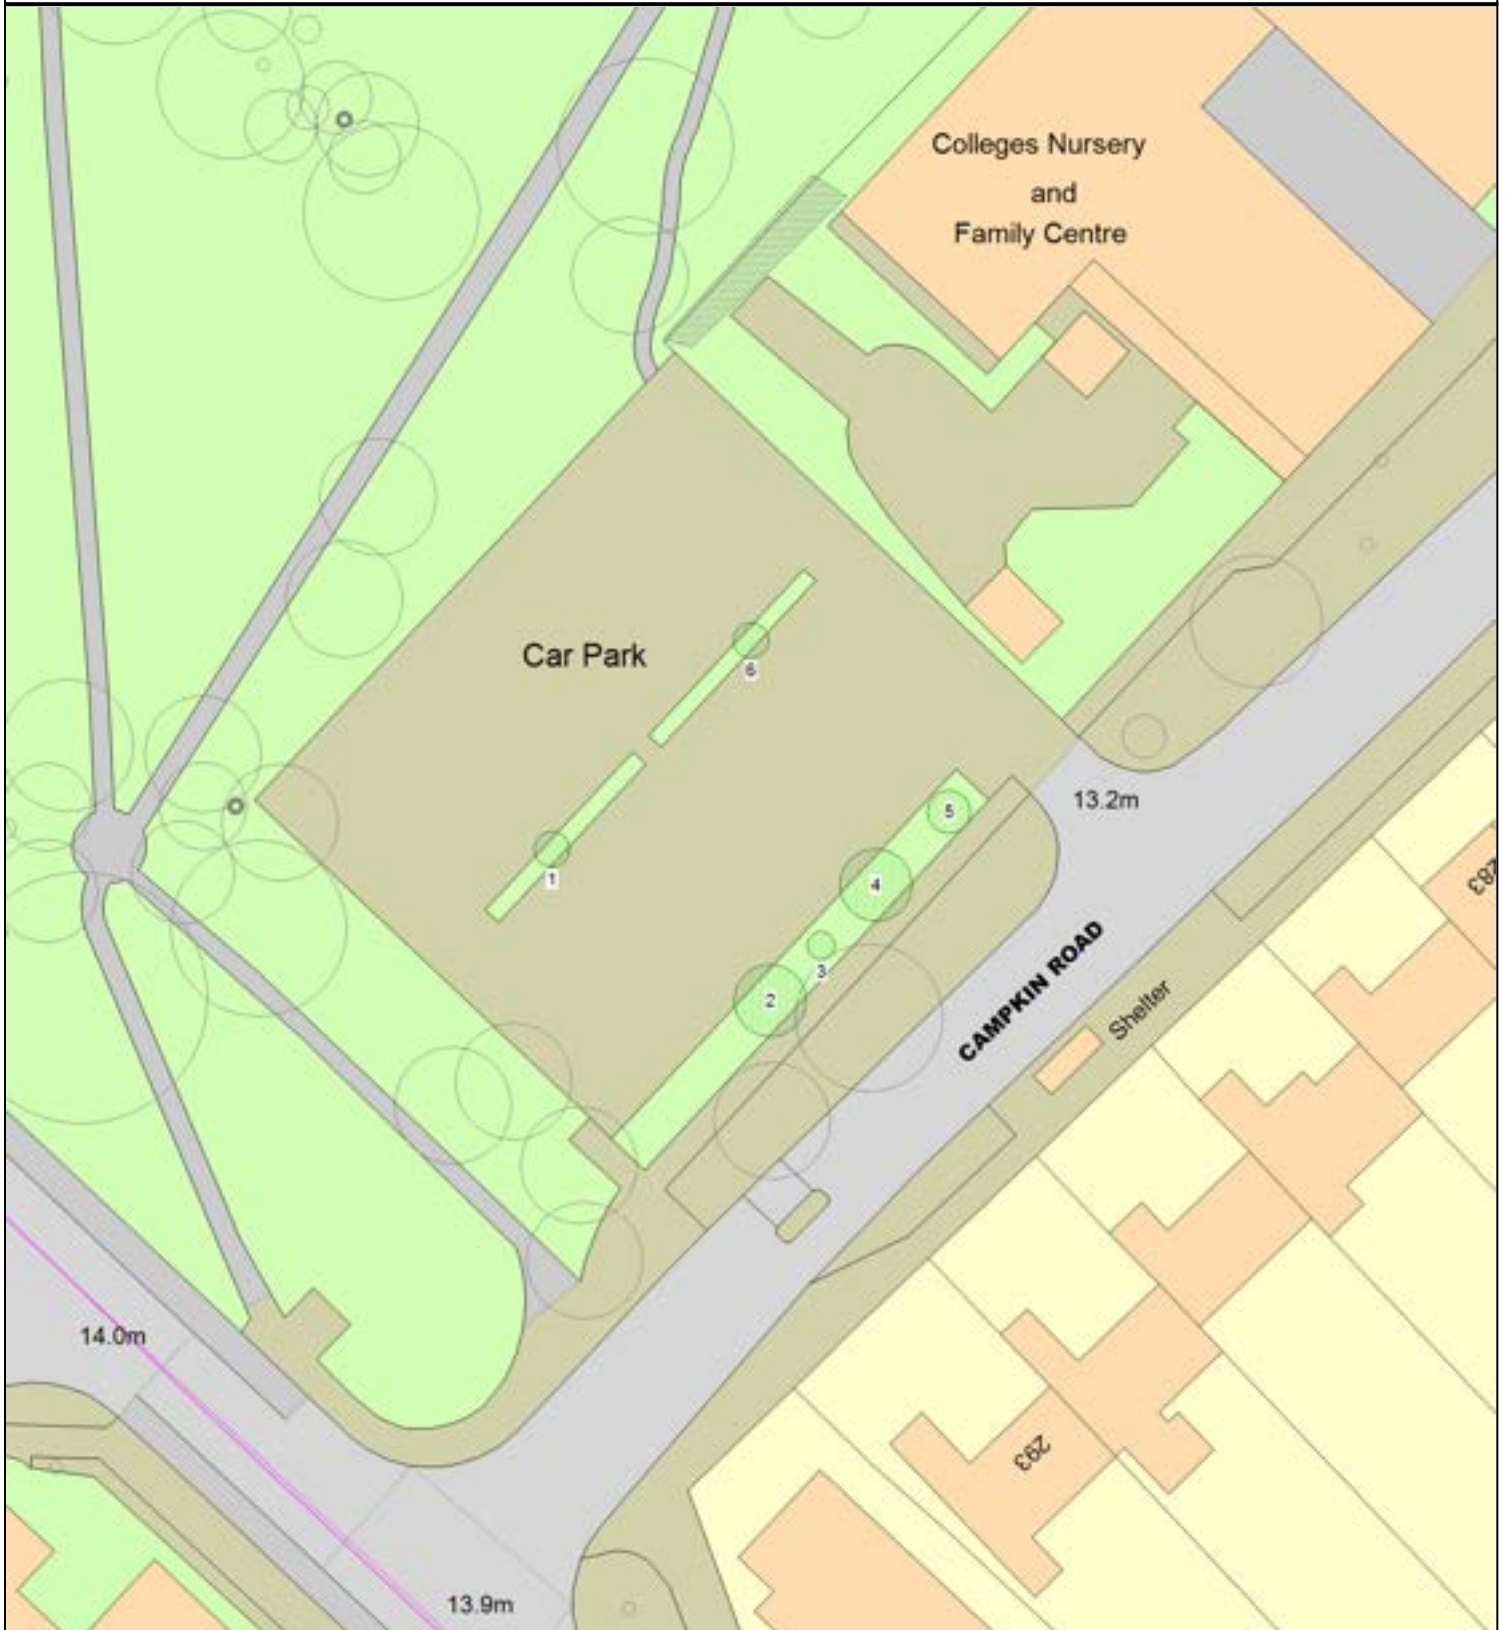 Colleges Nursery
and
Family Centre
Car Park
6
1
5
4
3
2
13.2m
283
CAMPKIN ROAD
Shelter
14.0m
293
13.9m